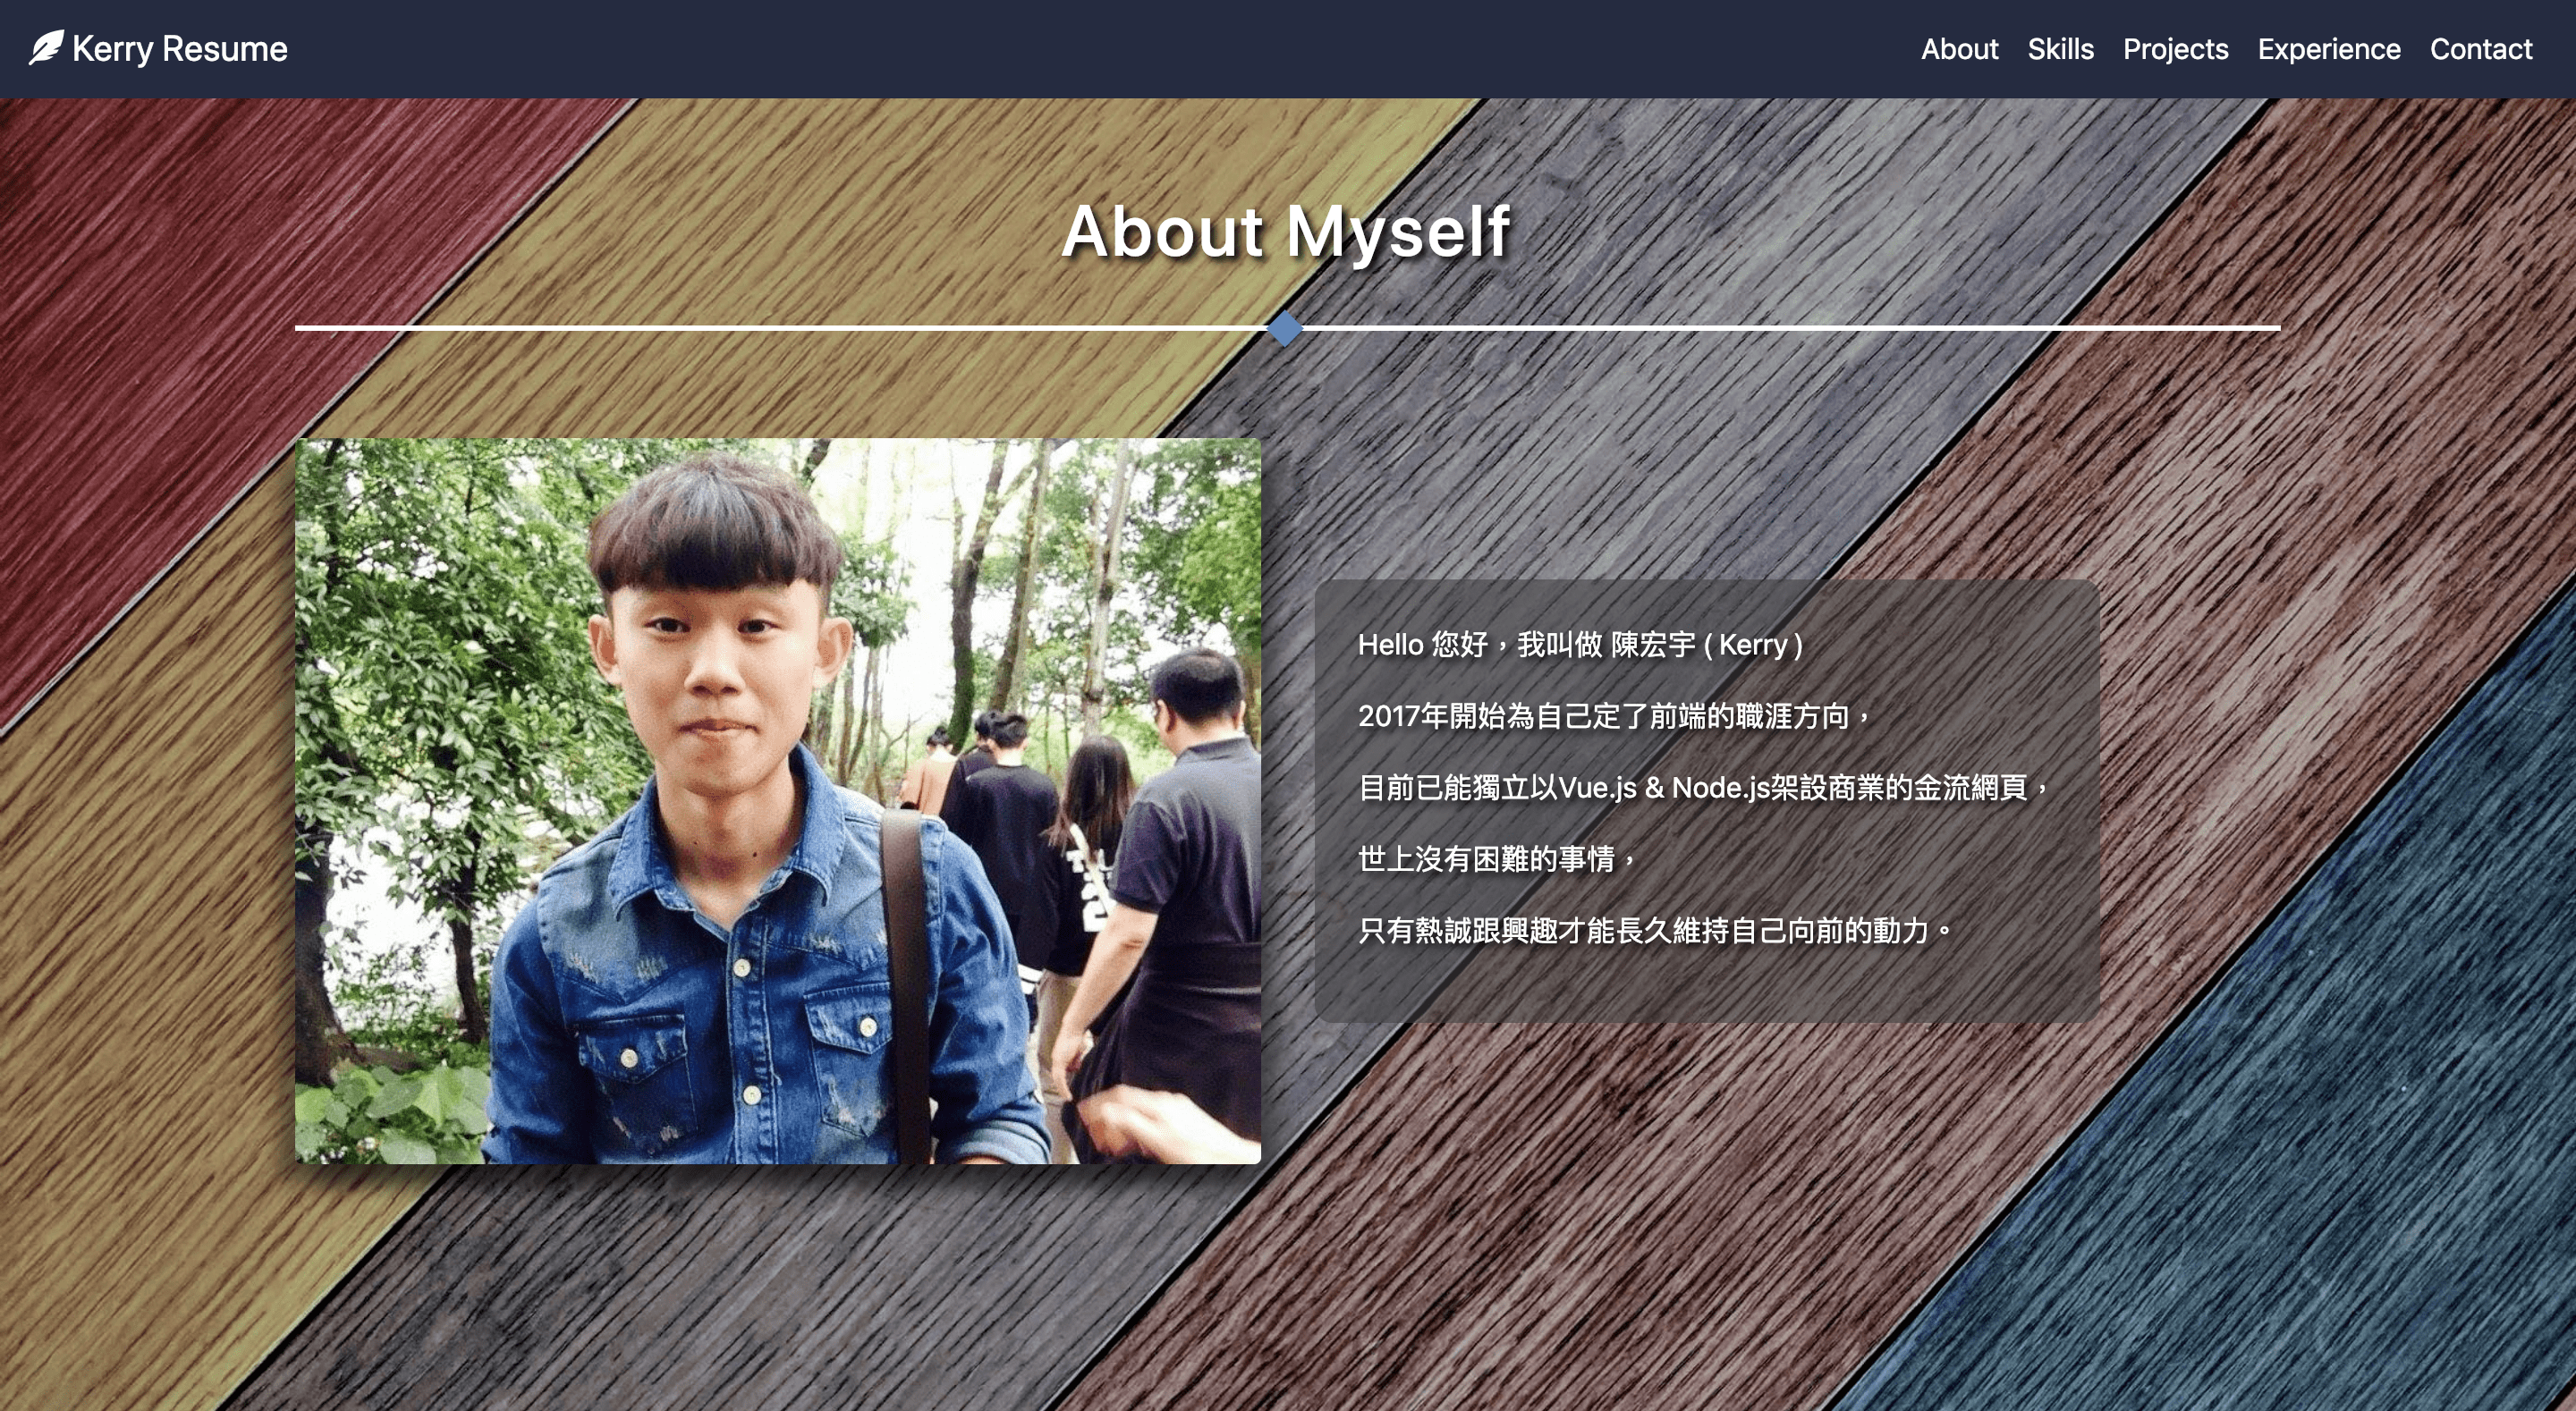 Kerry Resume
About Skills Projects Experience Contact
About Myself
Hello 您好，我叫做 陳宏宇 ( Kerry )
2017年開始為自己定了前端的職涯方向，
目前已能獨立以Vue.js & Node.js架設商業的金流網頁，
世上沒有困難的事情，
只有熱誠跟興趣才能長久維持自己向前的動力。